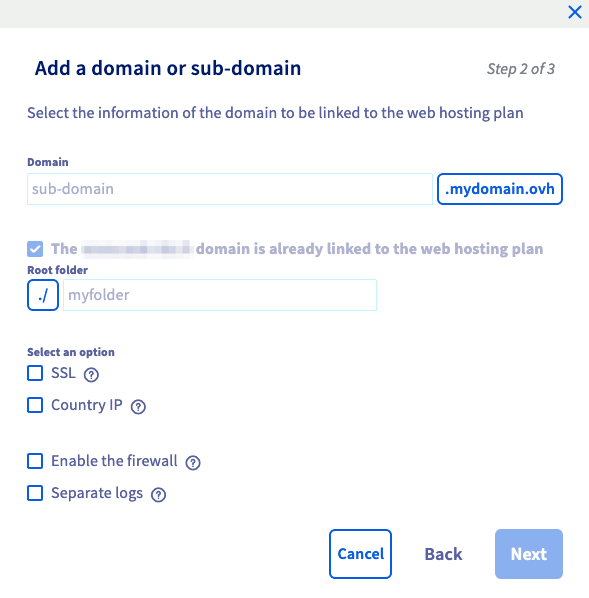 Add a domain or sub-domain
Step 2 of 3
Select the information of the domain to be linked to the web hosting plan
Domain
sub-domain
.mydomain.ovh
The domain is already linked to the web hosting plan
Root folder
./
myfolder
Select an option
SSL ?
Country IP ?
Enable the firewall ?
Separate logs ?
Cancel
Back
Next